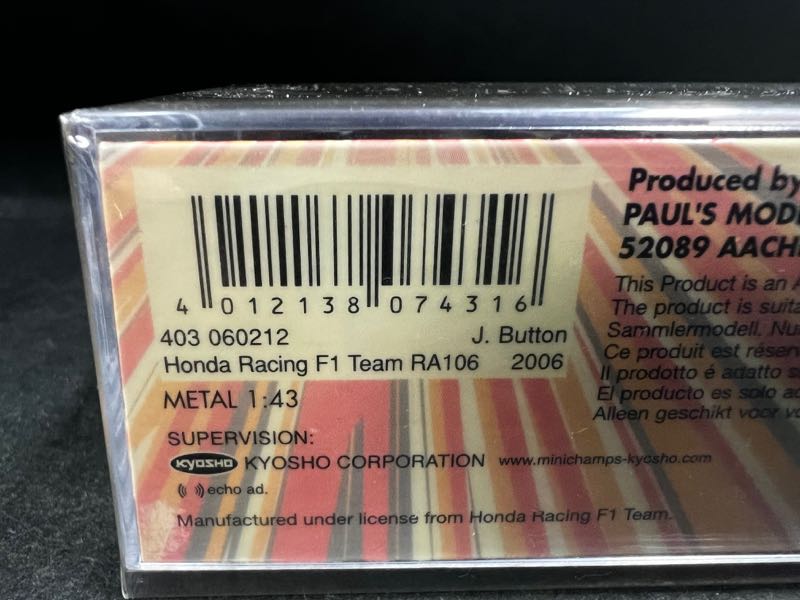 4 012138 074316
403 060212 J. Button
Honda Racing F1 Team RA106 2006
METAL 1:43
SUPERVISION:
KYOSHO KYOSHO CORPORATION www.minichamps-kyosho.com
echo ad.
Manufactured under license from Honda Racing F1 Team.
Produced by
PAUL'S MOD
52089 AACH
This Product is an A
The product is suita
Sammlermodell. Nu
Ce produit est réserv
Il prodotto é adatto s
El producto es solo ad
Alleen geschikt voor v